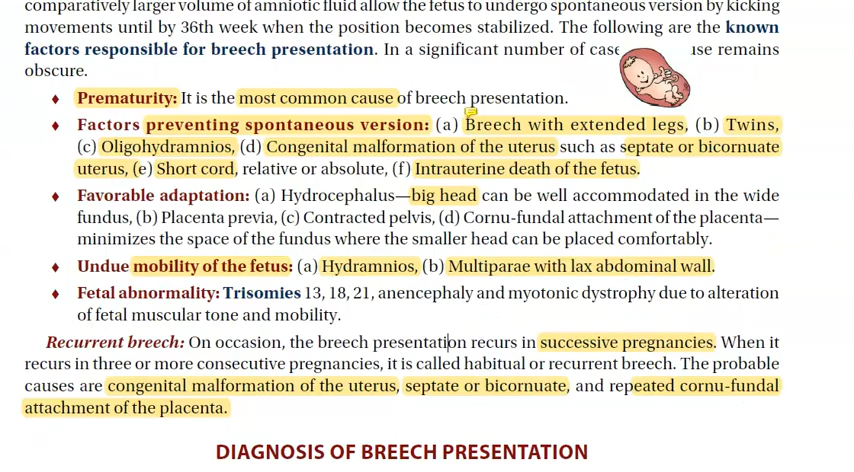 comparatively larger volume of amniotic fluid allow the fetus to undergo spontaneous version by kicking
movements until by 36th week when the position becomes stabilized. The following are the known
factors responsible for breech presentation. In a significant number of cases remains
obscure.
♦ Prematurity: It is the most common cause of breech presentation.
♦ Factors preventing spontaneous version: (a) Breech with extended legs, (b) Twins,
(c) Oligohydramnios, (d) Congenital malformation of the uterus such as septate or bicornuate
uterus, (e) Short cord, relative or absolute, (f) Intrauterine death of the fetus.
♦ Favorable adaptation: (a) Hydrocephalus—big head can be well accommodated in the wide
fundus, (b) Placenta previa, (c) Contracted pelvis, (d) Cornu-fundal attachment of the placenta—
minimizes the space of the fundus where the smaller head can be placed comfortably.
♦ Undue mobility of the fetus: (a) Hydramnios, (b) Multiparae with lax abdominal wall.
♦ Fetal abnormality: Trisomies 13, 18, 21, anencephaly and myotonic dystrophy due to alteration
of fetal muscular tone and mobility.
Recurrent breech: On occasion, the breech presentation recurs in successive pregnancies. When it
recurs in three or more consecutive pregnancies, it is called habitual or recurrent breech. The probable
causes are congenital malformation of the uterus, septate or bicornuate, and repeated cornu-fundal
attachment of the placenta.
DIAGNOSIS OF BREECH PRESENTATION